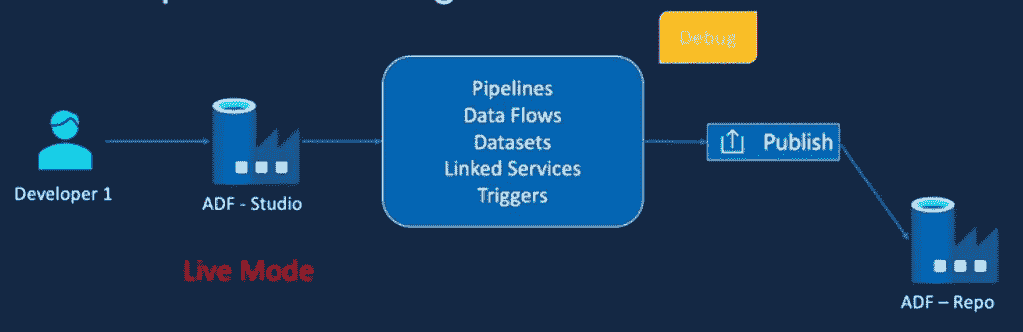 Debug
Pipelines
Data Flows
Datasets
Linked Services
Triggers
Publish
Developer 1
ADF - Studio
Live Mode
ADF – Repo